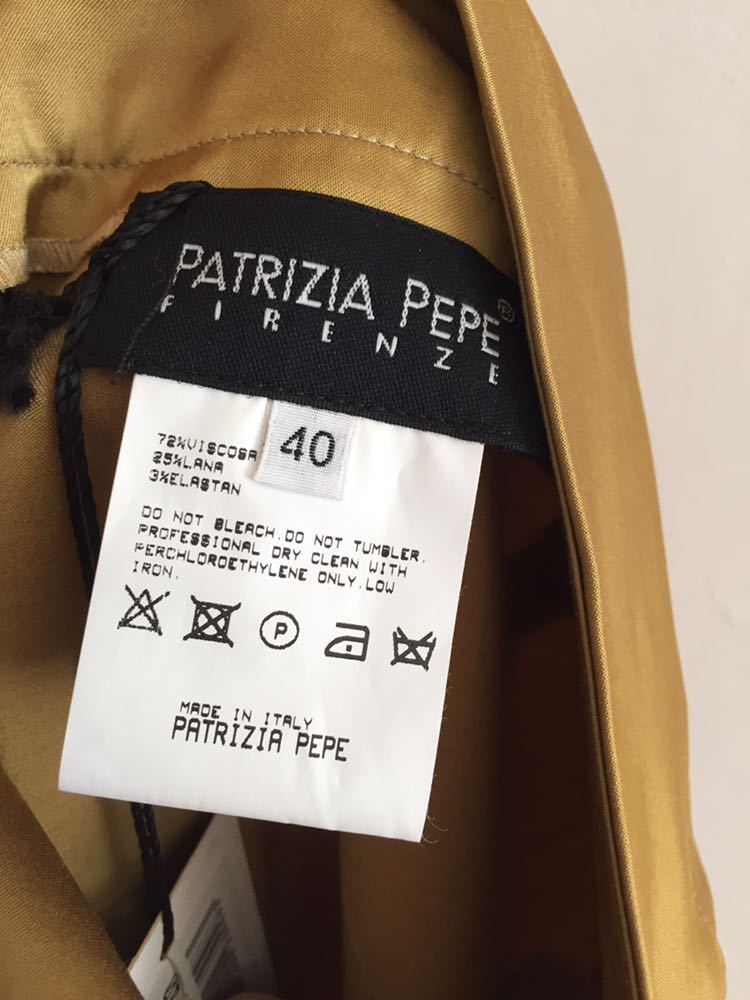 PATRIZIA PEPE®
FIRENZE
40
72%VISCOSA
25%LANA
3%ELASTAN
DO NOT BLEACH.DO NOT TUMBLER.
PROFESSIONAL DRY CLEAN WITH
PERCHLOROETHYLENE ONLY.LOW
IRON.
P
MADE IN ITALY
PATRIZIA PEPE